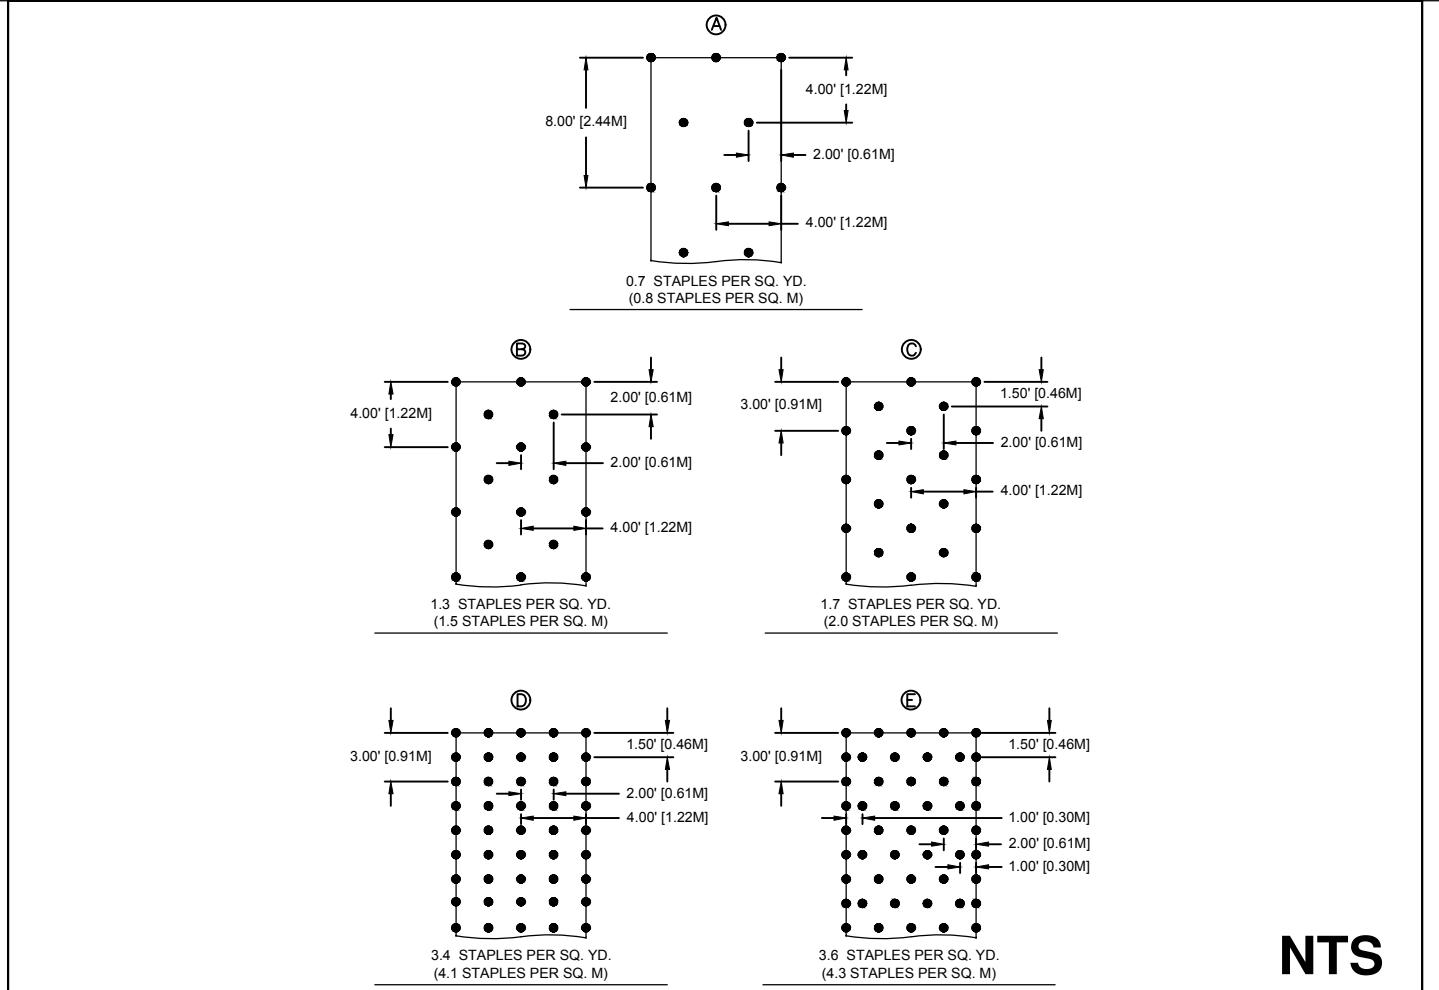 A
4.00' [1.22M]
8.00' [2.44M]
2.00' [0.61M]
4.00' [1.22M]
0.7 STAPLES PER SQ. YD.
(0.8 STAPLES PER SQ. M)
B
2.00' [0.61M]
4.00' [1.22M]
2.00' [0.61M]
4.00' [1.22M]
1.3 STAPLES PER SQ. YD.
(1.5 STAPLES PER SQ. M)
C
1.50' [0.46M]
3.00' [0.91M]
2.00' [0.61M]
4.00' [1.22M]
1.7 STAPLES PER SQ. YD.
(2.0 STAPLES PER SQ. M)
D
1.50' [0.46M]
3.00' [0.91M]
2.00' [0.61M]
4.00' [1.22M]
3.4 STAPLES PER SQ. YD.
(4.1 STAPLES PER SQ. M)
E
1.50' [0.46M]
3.00' [0.91M]
1.00' [0.30M]
2.00' [0.61M]
1.00' [0.30M]
3.6 STAPLES PER SQ. YD.
(4.3 STAPLES PER SQ. M)
NTS